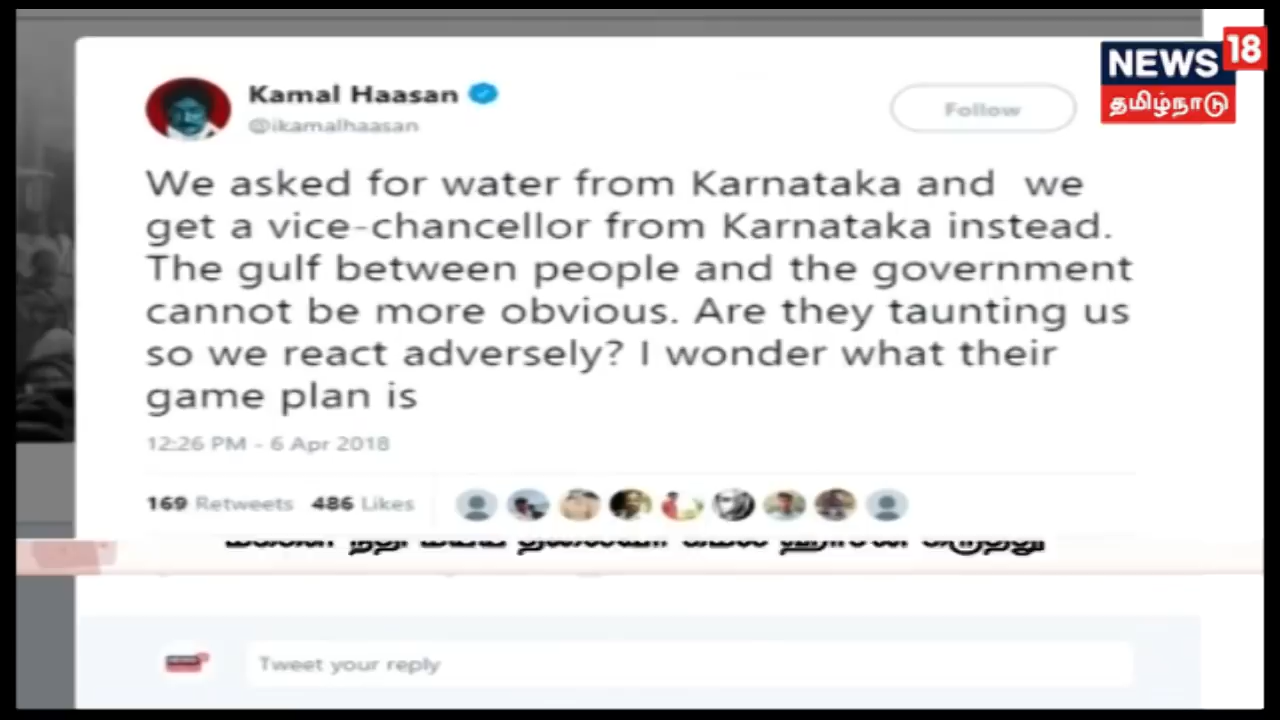 NEWS 18
தமிழ்நாடு
Kamal Haasan
@ikamalhaasan
Follow
We asked for water from Karnataka and we
get a vice-chancellor from Karnataka instead.
The gulf between people and the government
cannot be more obvious. Are they taunting us
so we react adversely? I wonder what their
game plan is
12:26 PM - 6 Apr 2018
169 Retweets 486 Likes
Tweet your reply